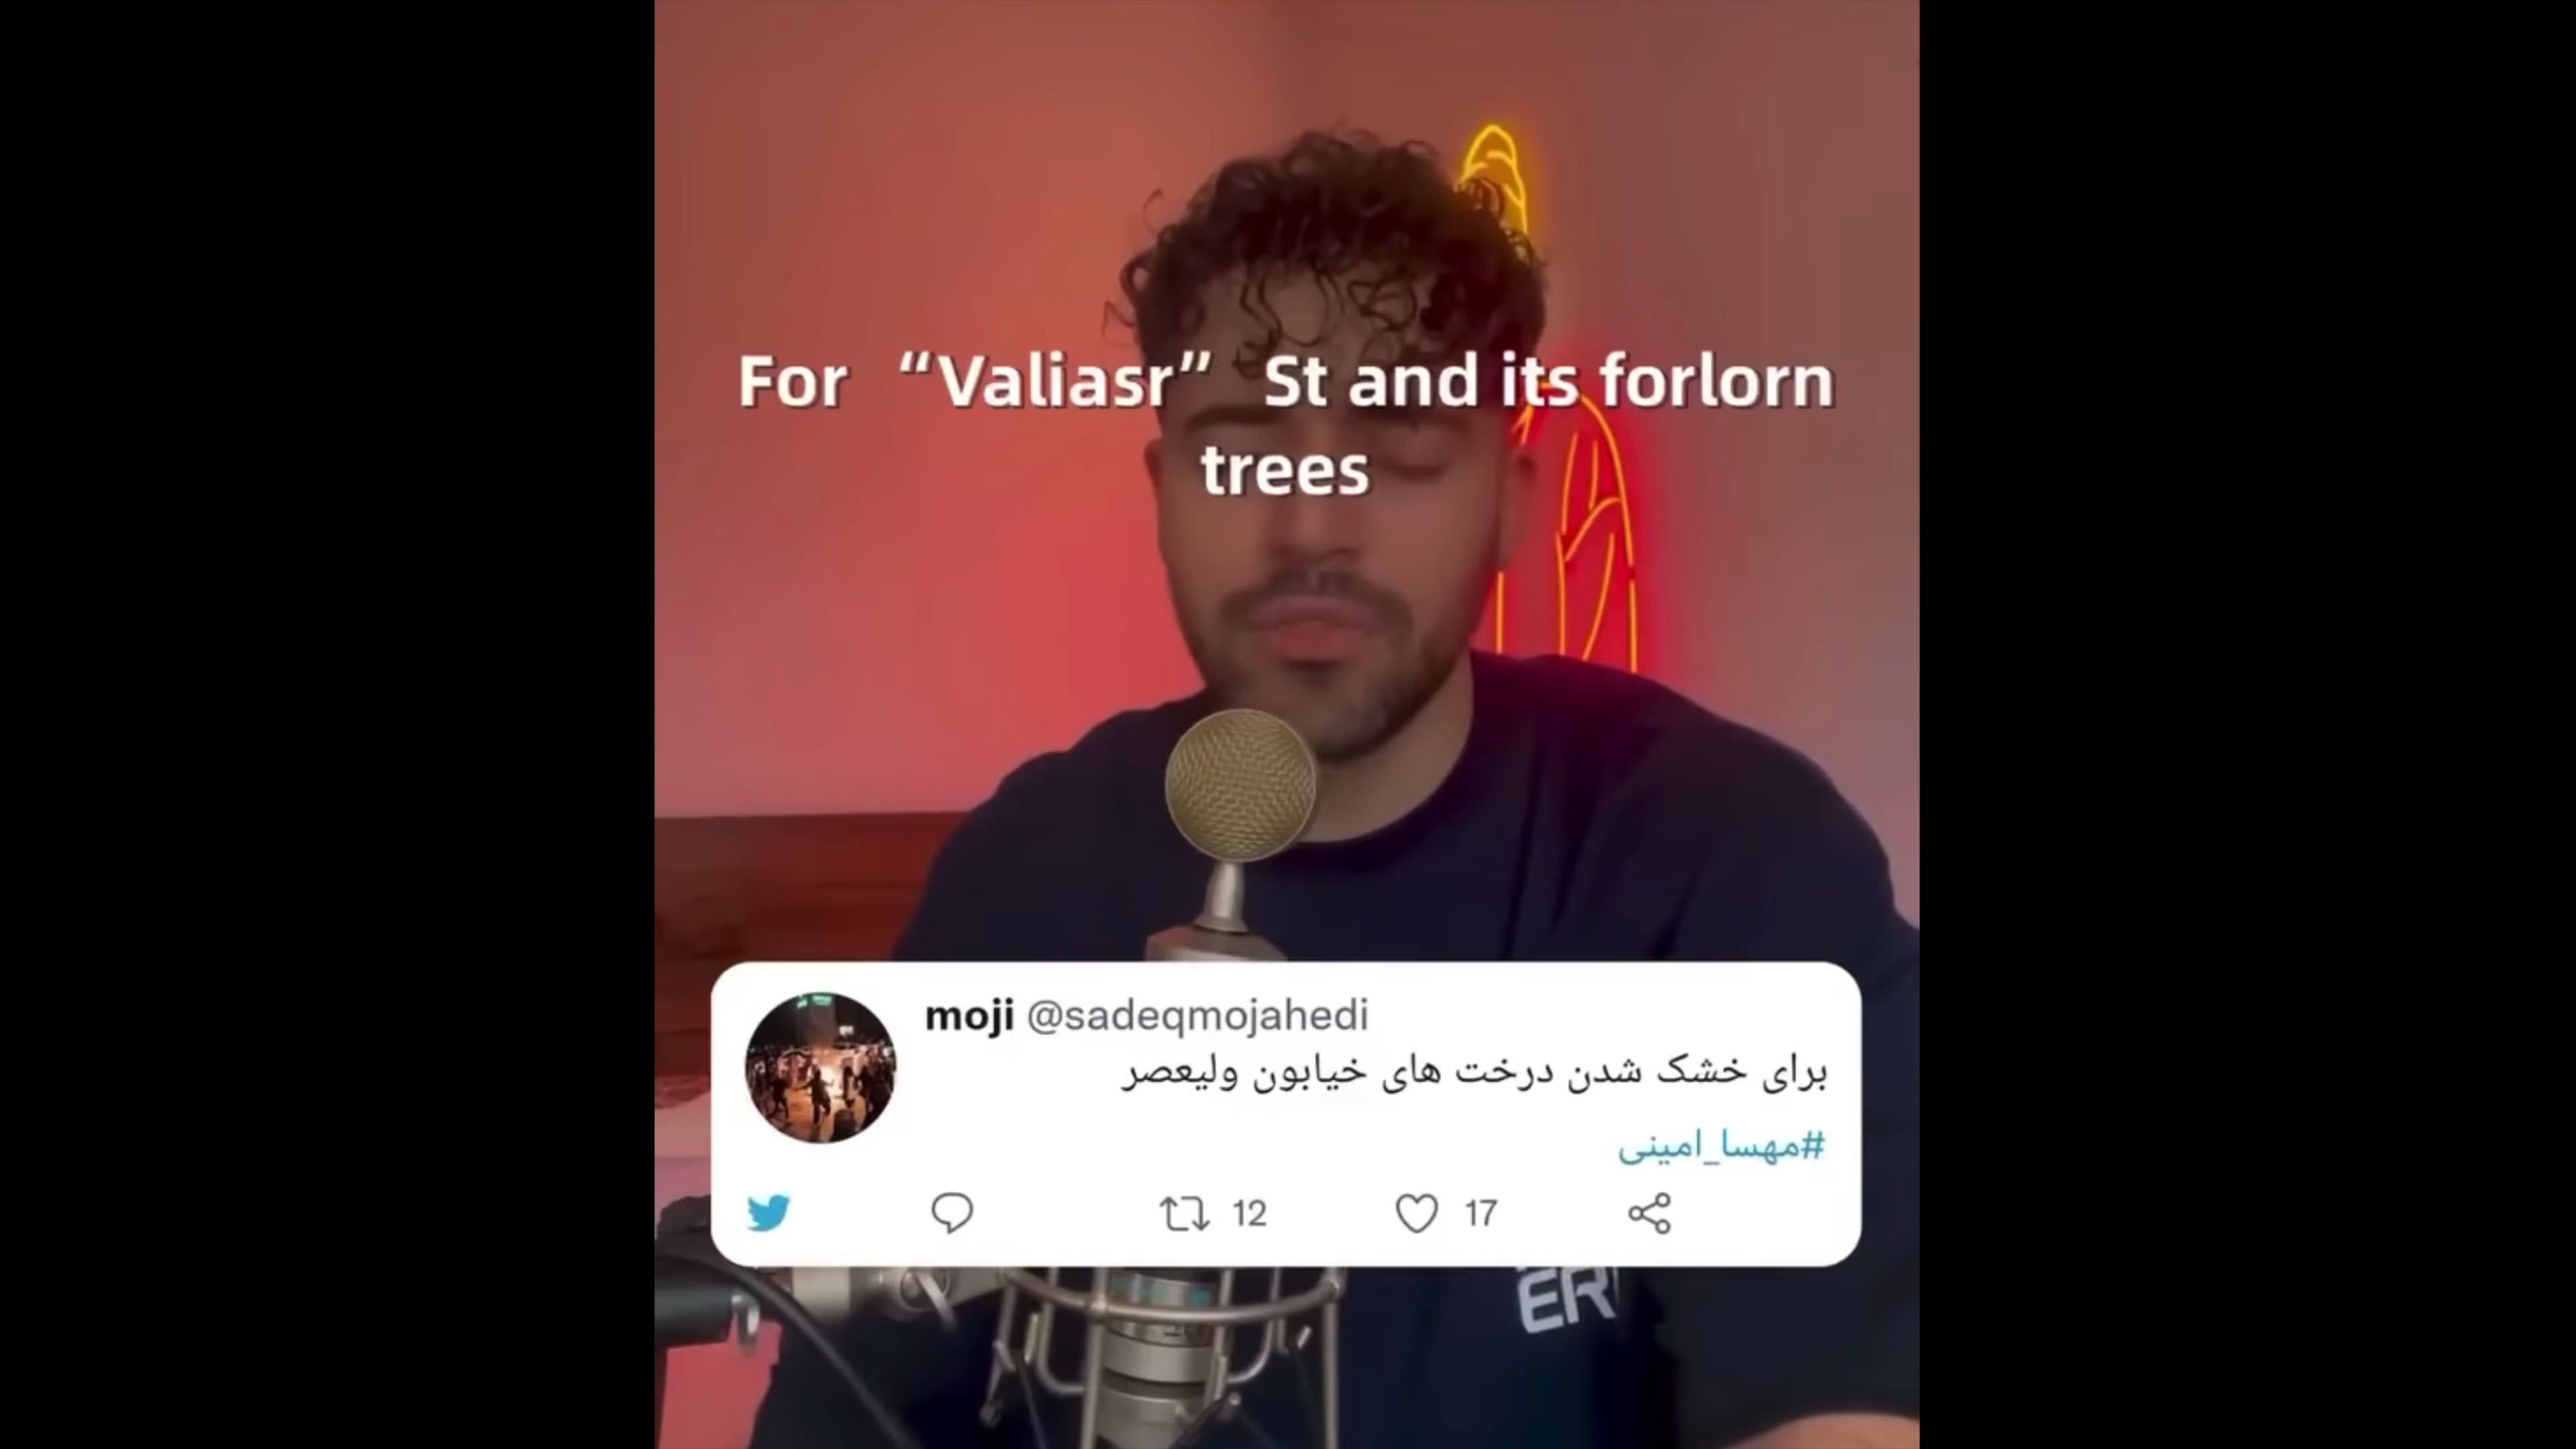 For “Valiasr” St and its forlorn
trees
moji @sadeqmojahedi
برای خشک شدن درخت های خیابون ولیعصر
#مهسا_امینی
12 17
ER